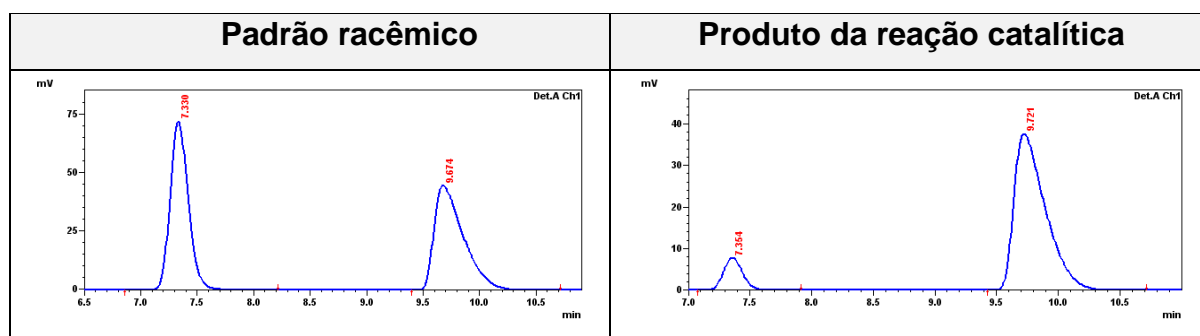 Padrão racêmico
Produto da reação catalítica
mV
Det.A Ch1
75
50
25
0
7.330
9.674
6.5 7.0 7.5 8.0 8.5 9.0 9.5 10.0 10.5
min
mV
Det.A Ch1
40
30
20
10
0
7.354
9.721
7.0 7.5 8.0 8.5 9.0 9.5 10.0 10.5
min